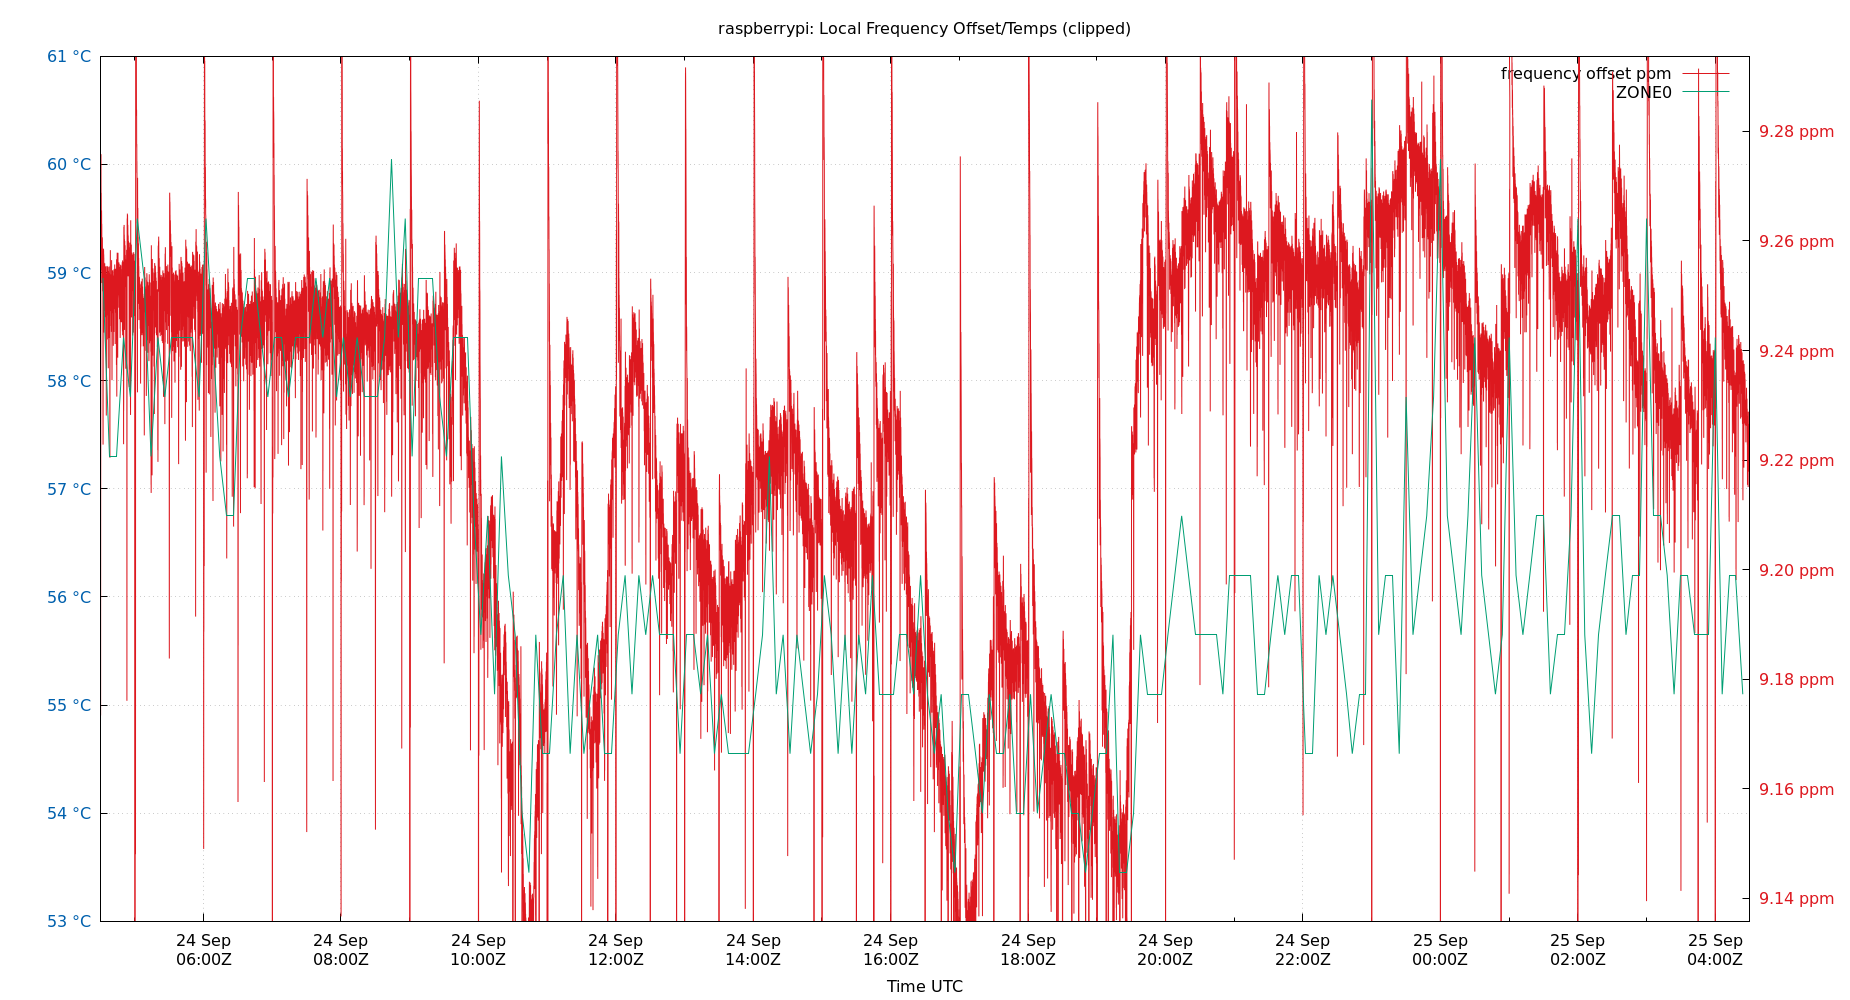 raspberrypi: Local Frequency Offset/Temps (clipped)
61 °C
60 °C
59 °C
58 °C
57 °C
56 °C
55 °C
54 °C
53 °C
frequency offset ppm
ZONE0
9.28 ppm
9.26 ppm
9.24 ppm
9.22 ppm
9.20 ppm
9.18 ppm
9.16 ppm
9.14 ppm
24 Sep
06:00Z
24 Sep
08:00Z
24 Sep
10:00Z
24 Sep
12:00Z
24 Sep
14:00Z
24 Sep
16:00Z
24 Sep
18:00Z
24 Sep
20:00Z
24 Sep
22:00Z
25 Sep
00:00Z
25 Sep
02:00Z
25 Sep
04:00Z
Time UTC